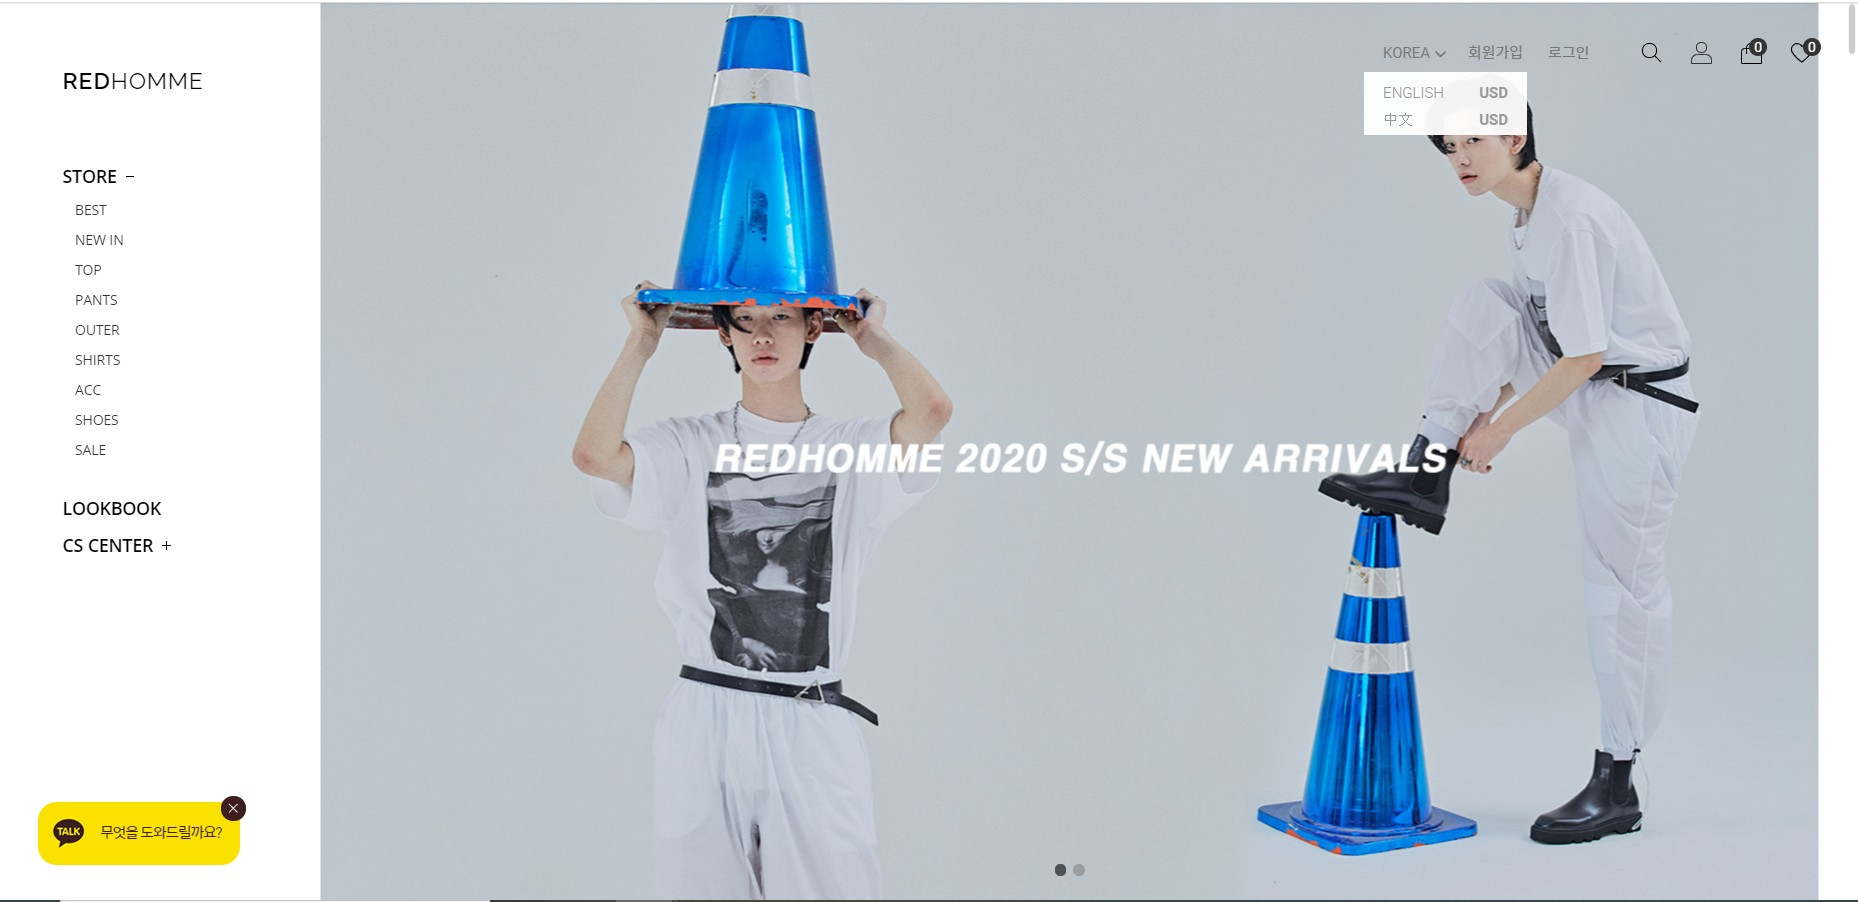 REDHOMME
STORE −
BEST
NEW IN
TOP
PANTS
OUTER
SHIRTS
ACC
SHOES
SALE
LOOKBOOK
CS CENTER +
TALK 무엇을 도와드릴까요?
KOREA 회원가입 로그인 0 0
ENGLISH USD
中文 USD
REDHOMME 2020 S/S NEW ARRIVALS